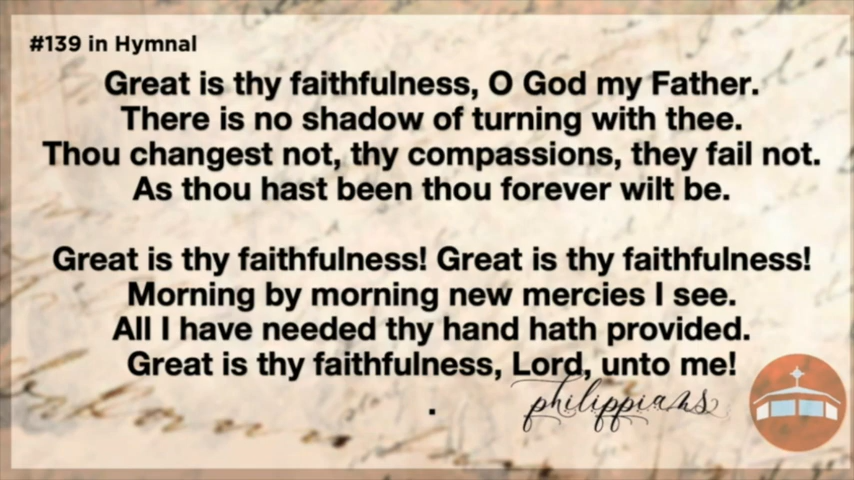 #139 in Hymnal
Great is thy faithfulness, O God my Father.
There is no shadow of turning with thee.
Thou changest not, thy compassions, they fail not.
As thou hast been thou forever wilt be.
Great is thy faithfulness! Great is thy faithfulness!
Morning by morning new mercies I see.
All I have needed thy hand hath provided.
Great is thy faithfulness, Lord, unto me!
.
philippians